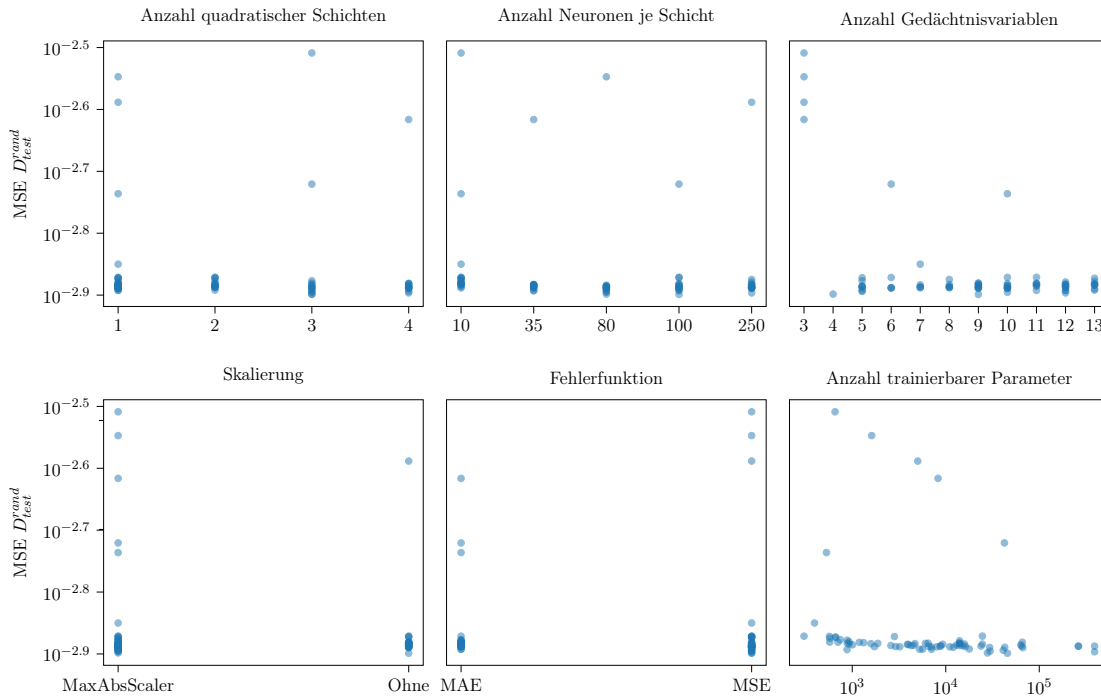 Anzahl quadratischer Schichten
Anzahl Neuronen je Schicht
Anzahl Gedächtnisvariablen
MSE $D_{test}^{rand}$
10^{-2.5}
10^{-2.6}
10^{-2.7}
10^{-2.8}
10^{-2.9}
1 2 3 4
10 35 80 100 250
3 4 5 6 7 8 9 10 11 12 13
Skalierung
Fehlerfunktion
Anzahl trainierbarer Parameter
MSE $D_{test}^{rand}$
10^{-2.5}
10^{-2.6}
10^{-2.7}
10^{-2.8}
10^{-2.9}
MaxAbsScaler Ohne
MAE MSE
10^{3} 10^{4} 10^{5}